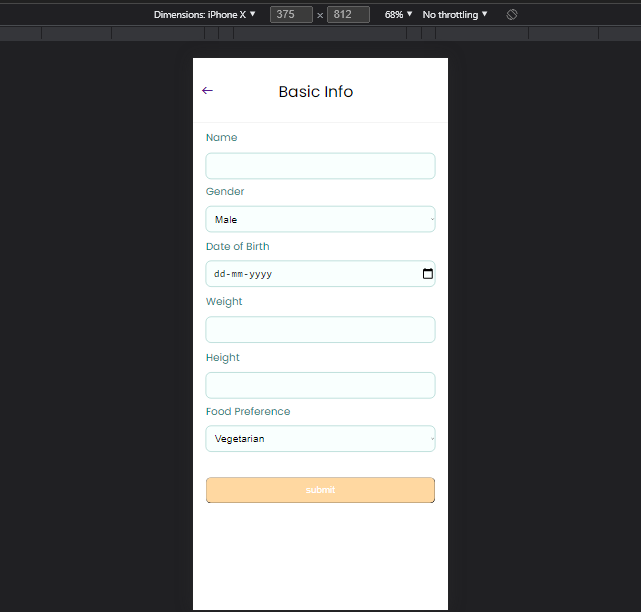 Dimensions: iPhone X ▼ 375 × 812 68% ▼ No throttling ▼
Basic Info
Name
Gender
Male
Date of Birth
dd-mm-yyyy
Weight
Height
Food Preference
Vegetarian
submit